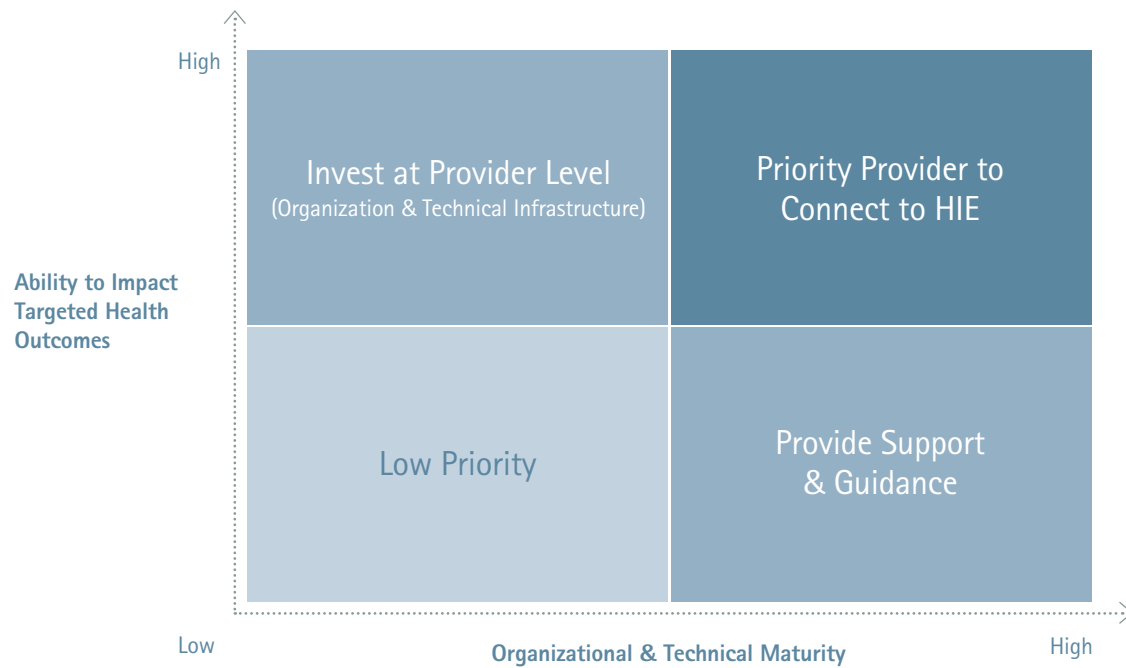 High
Invest at Provider Level
(Organization & Technical Infrastructure)
Priority Provider to
Connect to HIE
Ability to Impact
Targeted Health
Outcomes
Low Priority
Provide Support
& Guidance
Low
Organizational & Technical Maturity
High